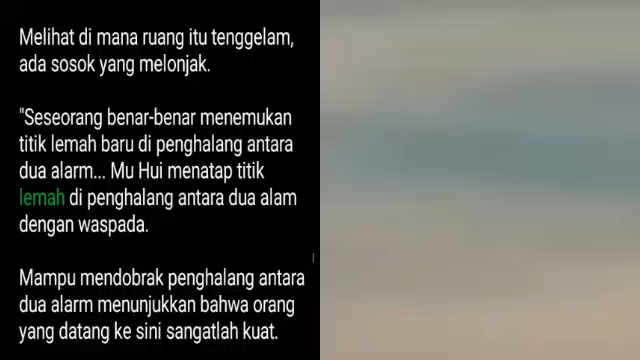 Melihat di mana ruang itu tenggelam,
ada sosok yang melonjak.
"Seseorang benar-benar menemukan
titik lemah baru di penghalang antara
dua alarm... Mu Hui menatap titik
lemah di penghalang antara dua alam
dengan waspada.
Mampu mendobrak penghalang antara
dua alarm menunjukkan bahwa orang
yang datang ke sini sangatlah kuat.